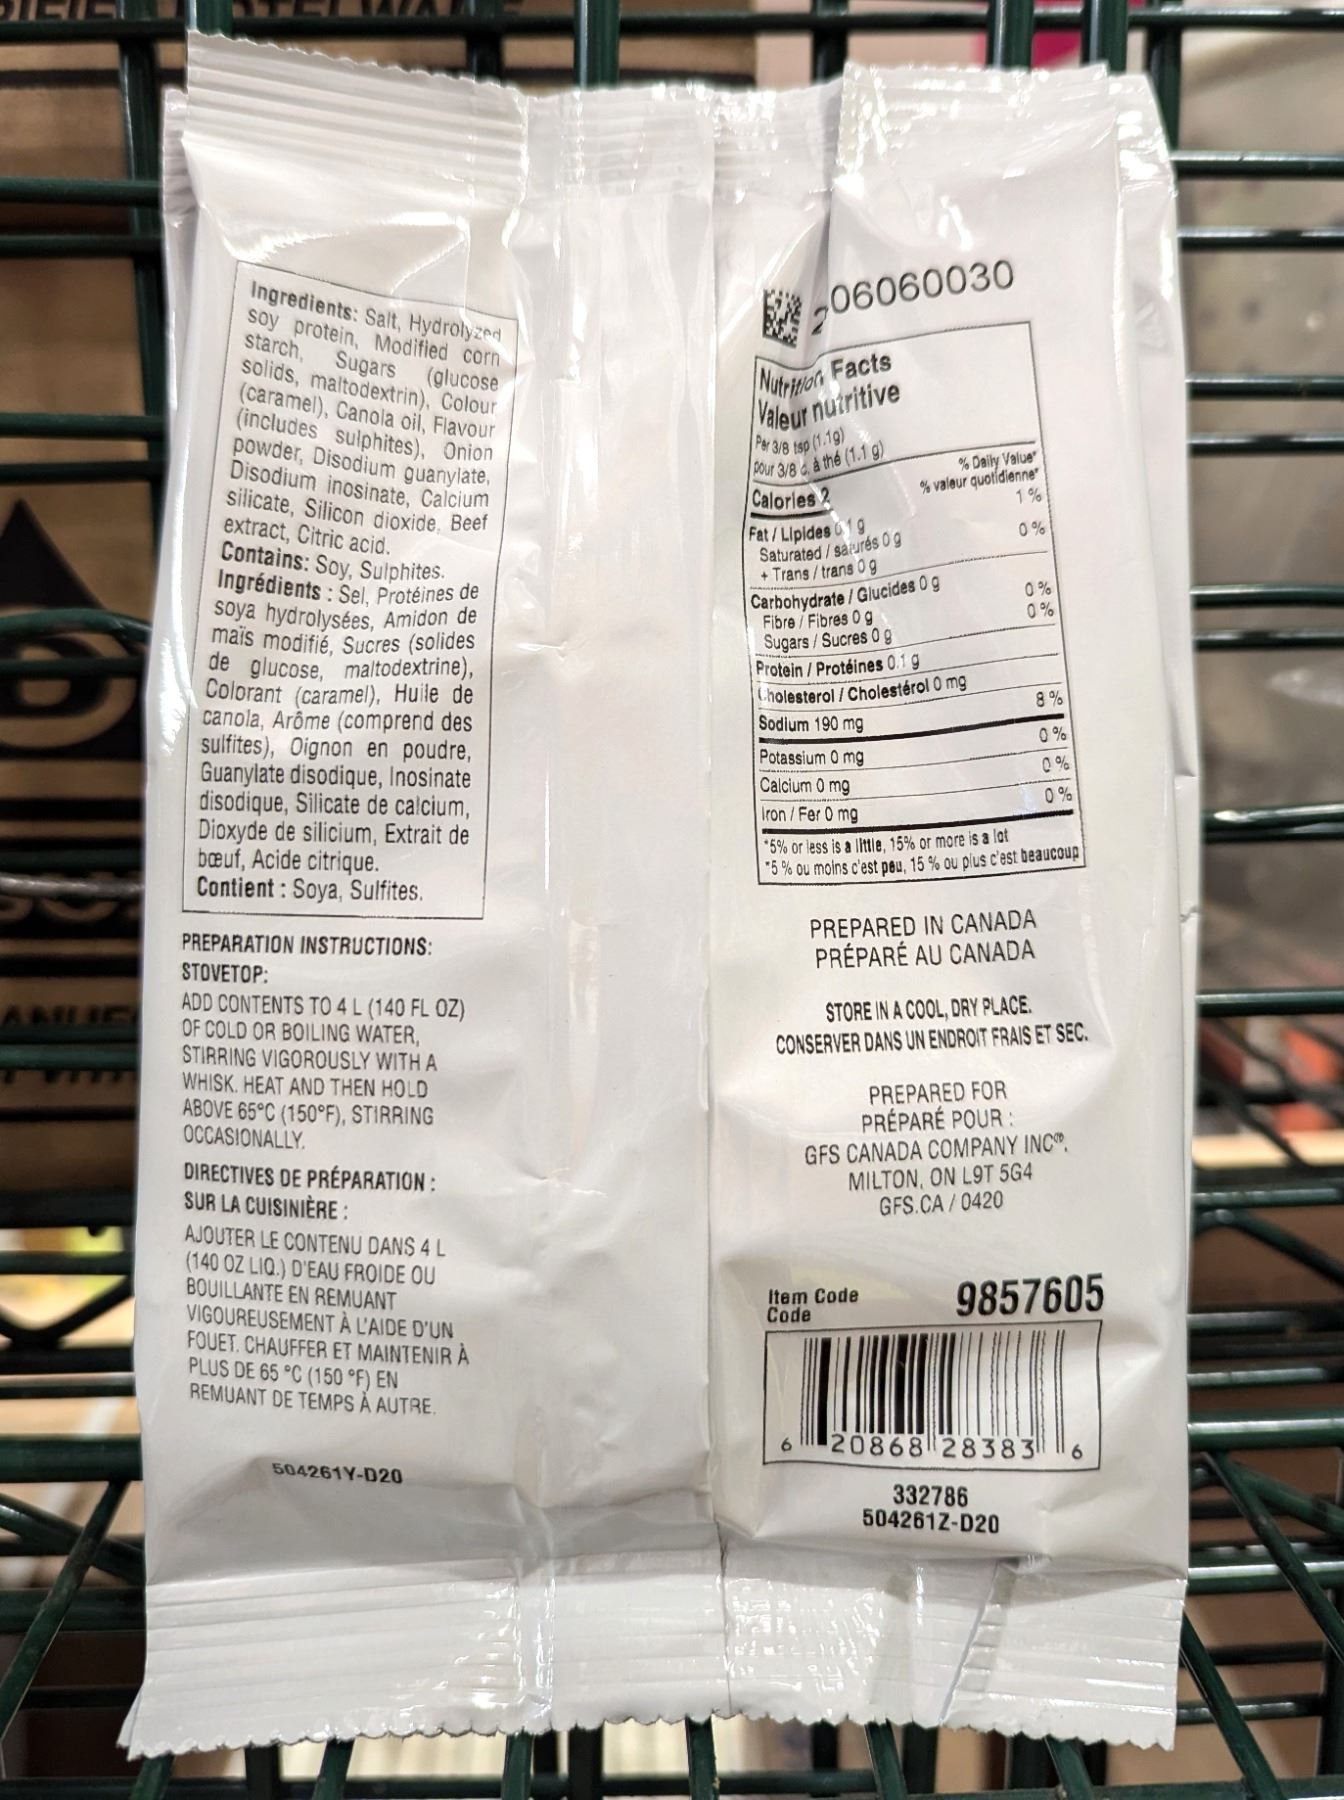 Ingredients: Salt, Hydrolyzed
soy protein, Modified corn
starch, Sugars (glucose
solids, maltodextrin), Colour
(caramel), Canola oil, Flavour
(includes sulphites), Onion
powder, Disodium guanylate,
Disodium inosinate, Calcium
silicate, Silicon dioxide, Beef
extract, Citric acid.
Contains: Soy, Sulphites.
Ingrédients : Sel, Protéines de
soya hydrolysées, Amidon de
maïs modifié, Sucres (solides
de glucose, maltodextrine),
Colorant (caramel), Huile de
canola, Arôme (comprend des
sulfites), Oignon en poudre,
Guanylate disodique, Inosinate
disodique, Silicate de calcium,
Dioxyde de silicium, Extrait de
bœuf, Acide citrique.
Contient : Soya, Sulfites.
PREPARATION INSTRUCTIONS:
STOVETOP:
ADD CONTENTS TO 4 L (140 FL OZ)
OF COLD OR BOILING WATER,
STIRRING VIGOROUSLY WITH A
WHISK. HEAT AND THEN HOLD
ABOVE 65°C (150°F), STIRRING
OCCASIONALLY.
DIRECTIVES DE PRÉPARATION :
SUR LA CUISINIÈRE :
AJOUTER LE CONTENU DANS 4 L
(140 OZ LIQ.) D'EAU FROIDE OU
BOUILLANTE EN REMUANT
VIGOUREUSEMENT À L'AIDE D'UN
FOUET. CHAUFFER ET MAINTENIR À
PLUS DE 65 °C (150 °F) EN
REMUANT DE TEMPS À AUTRE.
504261Y-D20
206060030
Nutrition Facts
Valeur nutritive
Per 3/8 tsp (1.1g)
pour 3/8 c. à thé (1.1 g)
% Daily Value*
% valeur quotidienne*
Calories 2
Fat / Lipides 0.1 g 1 %
Saturated / saturés 0 g 0 %
+ Trans / trans 0 g
Carbohydrate / Glucides 0 g
Fibre / Fibres 0 g 0 %
Sugars / Sucres 0 g 0 %
Protein / Protéines 0.1 g
Cholesterol / Cholestérol 0 mg
Sodium 190 mg 8 %
Potassium 0 mg 0 %
Calcium 0 mg 0 %
Iron / Fer 0 mg 0 %
*5% or less is a little, 15% or more is a lot
*5 % ou moins c'est peu, 15 % ou plus c'est beaucoup
PREPARED IN CANADA
PRÉPARÉ AU CANADA
STORE IN A COOL, DRY PLACE.
CONSERVER DANS UN ENDROIT FRAIS ET SEC.
PREPARED FOR
PRÉPARÉ POUR :
GFS CANADA COMPANY INC
MILTON, ON L9T 5G4
GFS.CA / 0420
Item Code 9857605
Code
6 20868 28383 6
332786
504261Z-D20